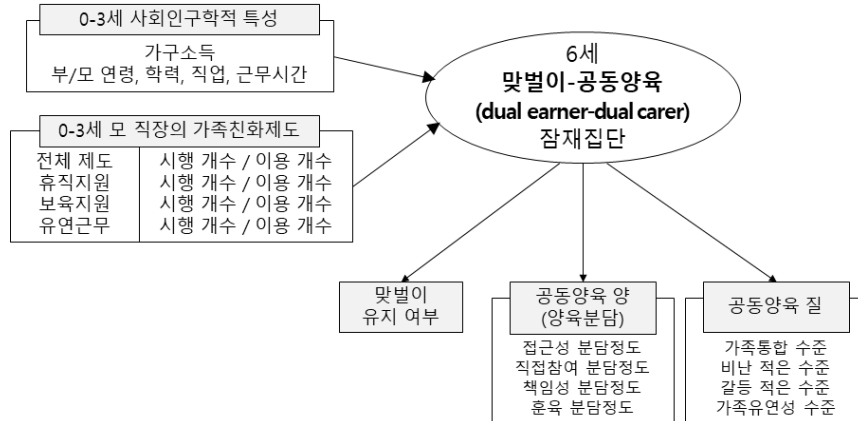 0-3세 사회인구학적 특성
가구소득
부/모 연령, 학력, 직업, 근무시간
0-3세 모 직장의 가족친화제도
전체 제도 시행 개수 / 이용 개수
휴직지원 시행 개수 / 이용 개수
보육지원 시행 개수 / 이용 개수
유연근무 시행 개수 / 이용 개수
6세
맞벌이-공동양육
(dual earner-dual carer)
잠재집단
맞벌이
유지 여부
공동양육 양
(양육분담)
접근성 분담정도
직접참여 분담정도
책임성 분담정도
훈육 분담정도
공동양육 질
가족통합 수준
비난 적은 수준
갈등 적은 수준
가족유연성 수준